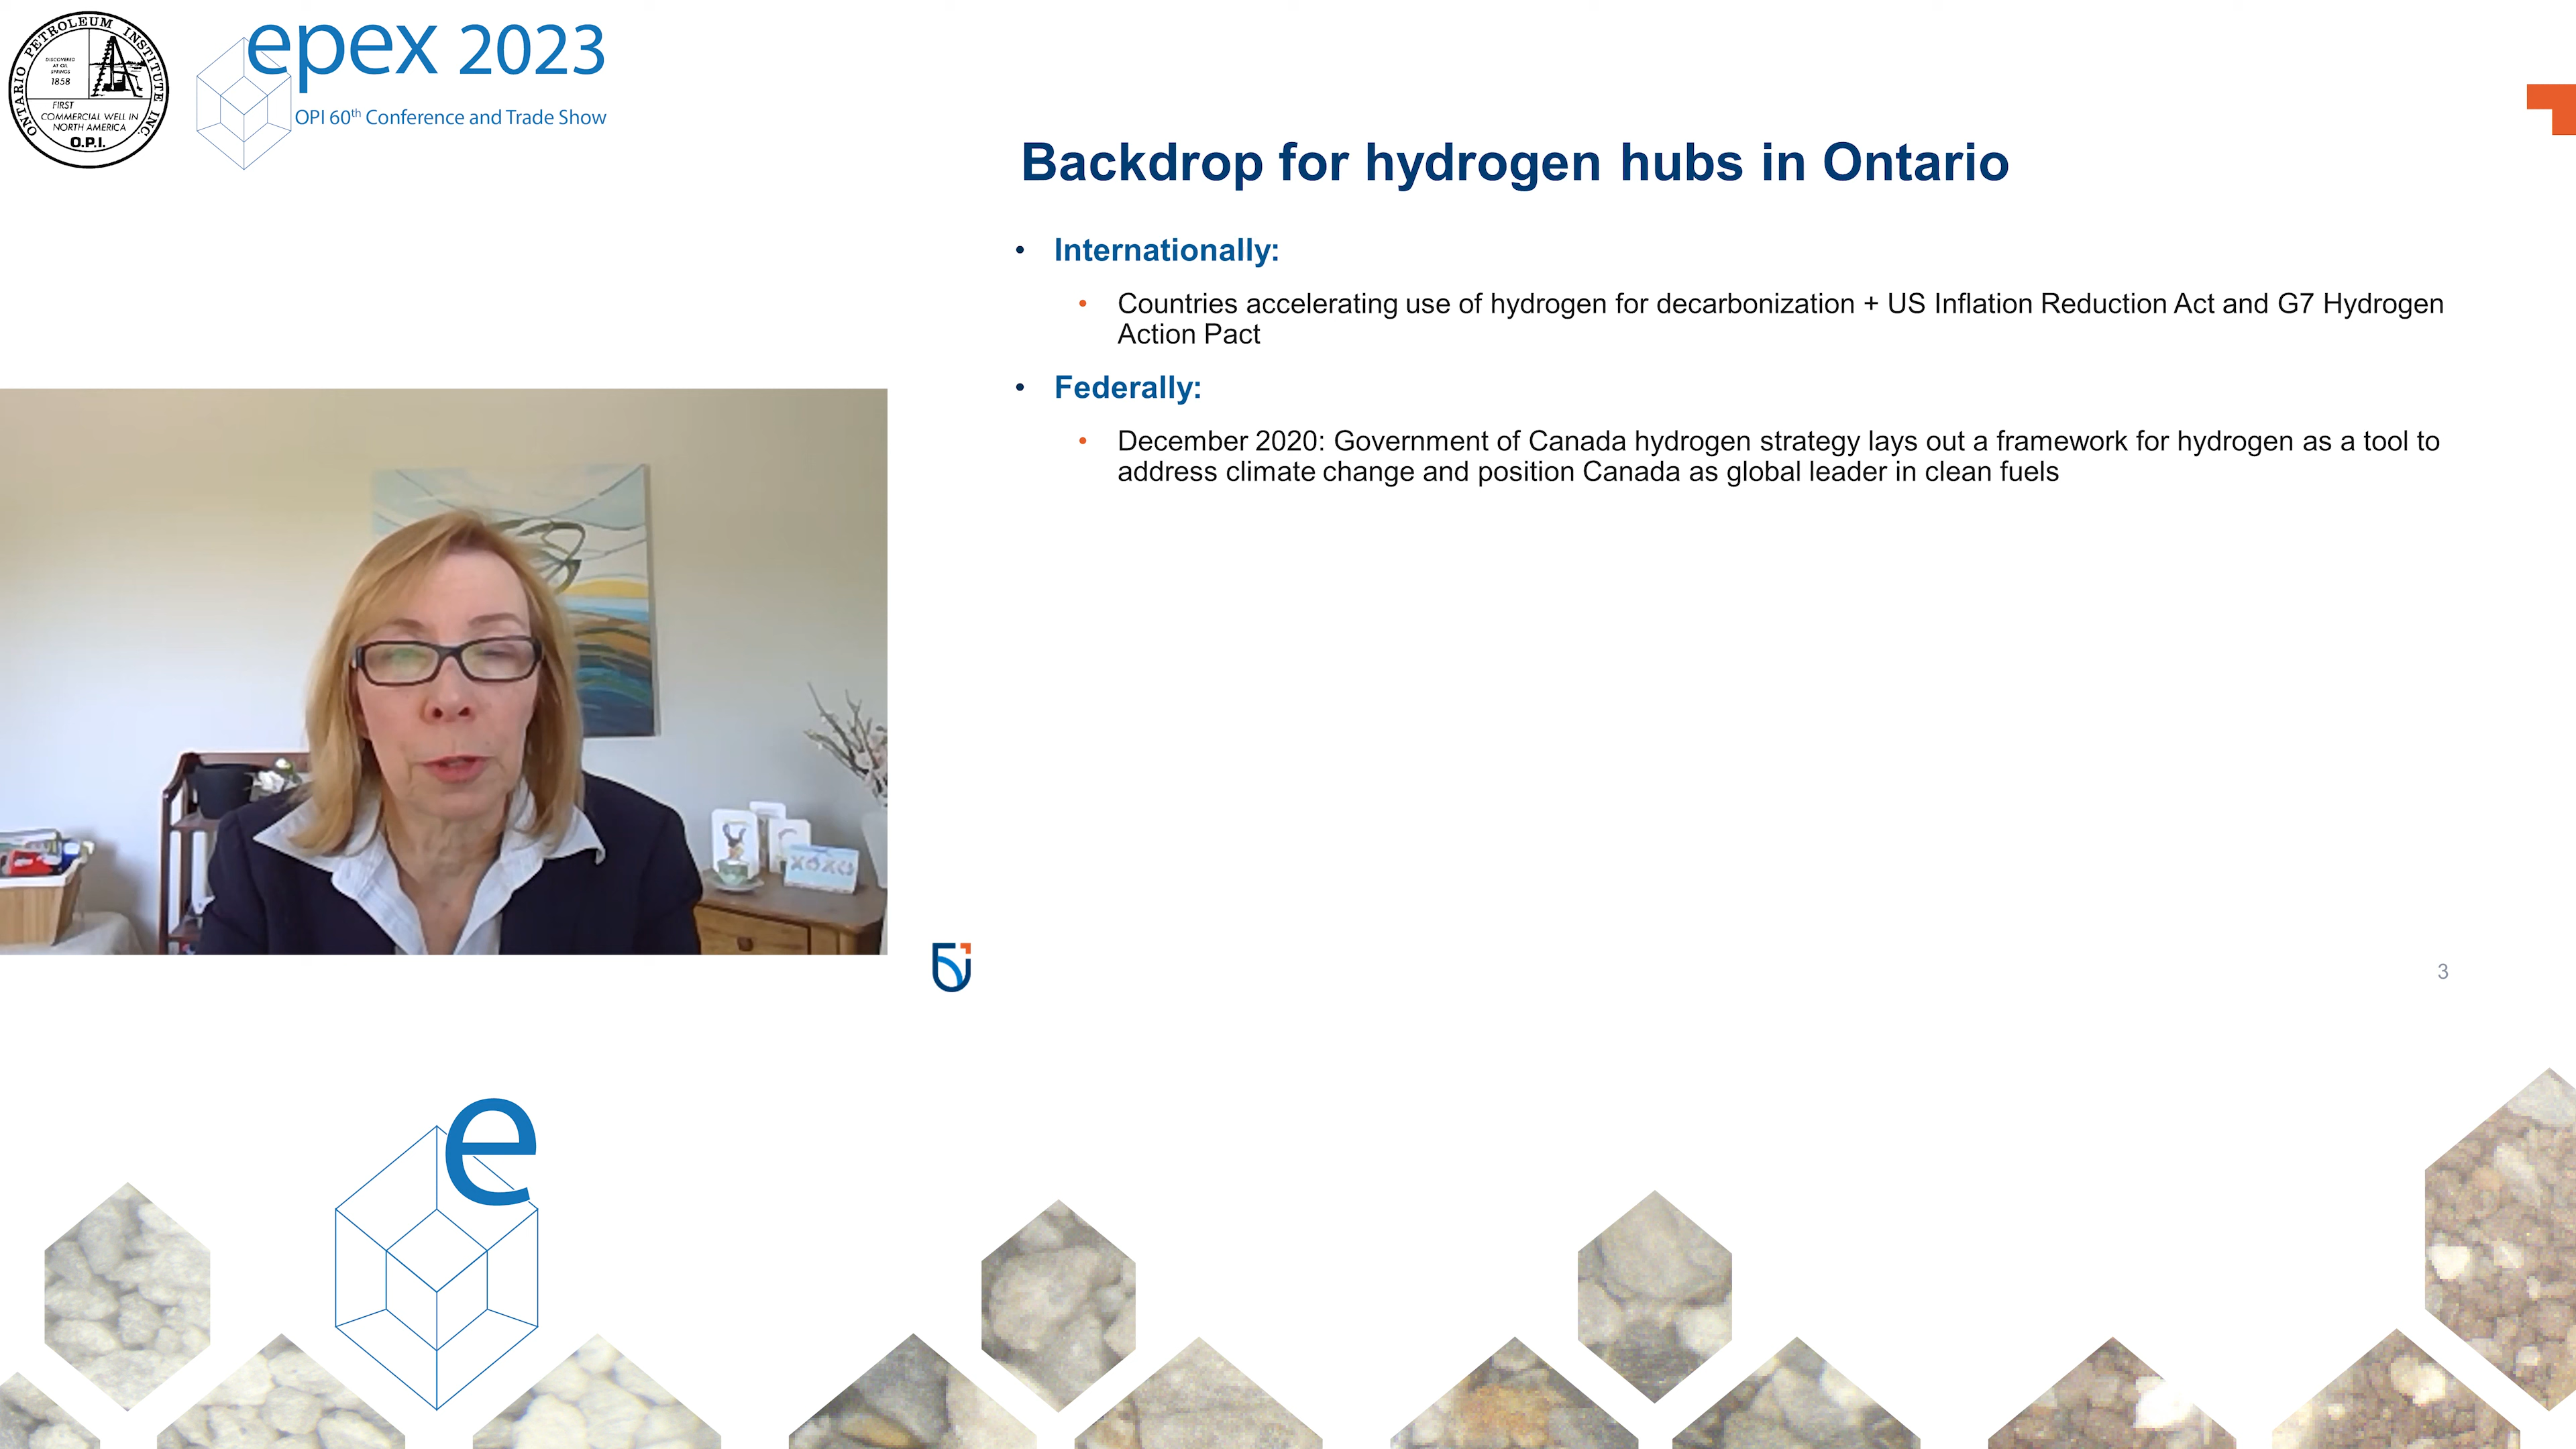 ONTARIO PETROLEUM INSTITUTE INC.
DISCOVERED
AT OIL
SPRINGS
1858
FIRST
COMMERCIAL WELL IN
NORTH AMERICA
O.P.I.
epex 2023
OPI 60th Conference and Trade Show
Backdrop for hydrogen hubs in Ontario
• Internationally:
• Countries accelerating use of hydrogen for decarbonization + US Inflation Reduction Act and G7 Hydrogen
Action Pact
• Federally:
• December 2020: Government of Canada hydrogen strategy lays out a framework for hydrogen as a tool to
address climate change and position Canada as global leader in clean fuels
XOXO
3
e